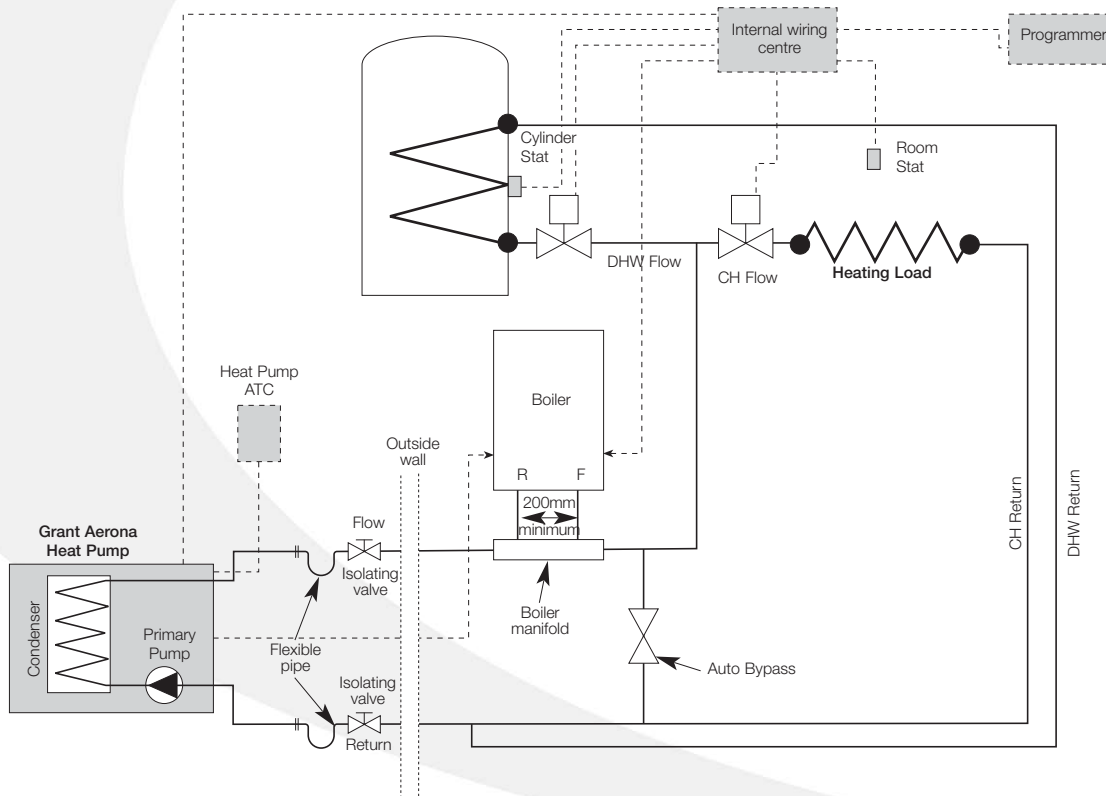 Internal wiring
centre
Programmer
Cylinder
Stat
Room
Stat
DHW Flow
CH Flow
Heating Load
Heat Pump
ATC
Boiler
Outside
wall
R F
200mm
minimum
Grant Aerona
Heat Pump
Flow
Isolating
valve
Boiler
manifold
Condenser
Primary
Pump
Flexible
pipe
Isolating
valve
Return
Auto Bypass
CH Return
DHW Return